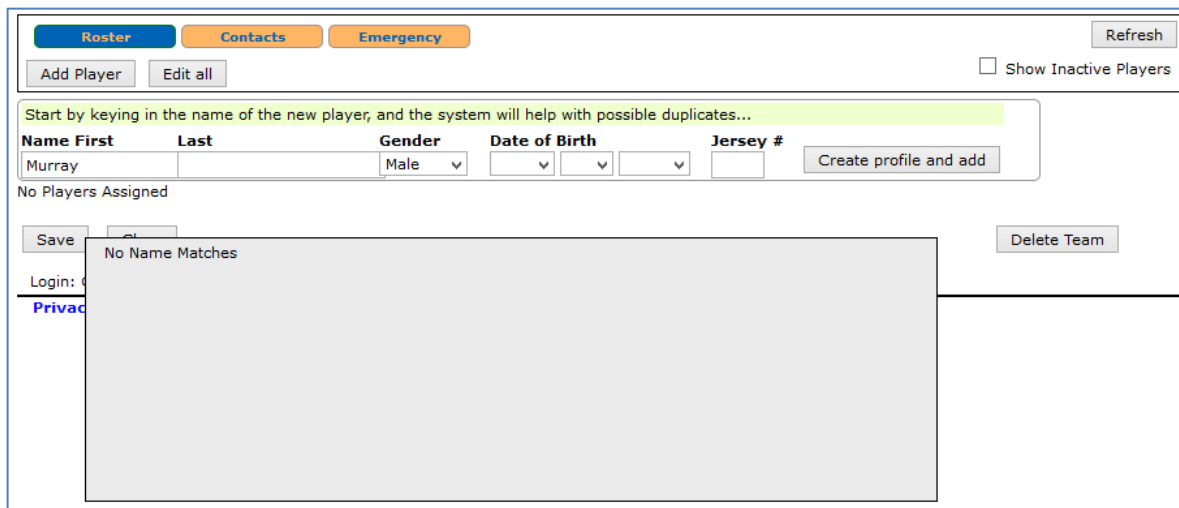 Roster Contacts Emergency Refresh
Add Player Edit all Show Inactive Players
Start by keying in the name of the new player, and the system will help with possible duplicates...
Name First Last Gender Date of Birth Jersey #
Murray Male Create profile and add
No Players Assigned
Save Delete Team
No Name Matches
Login:
Privac